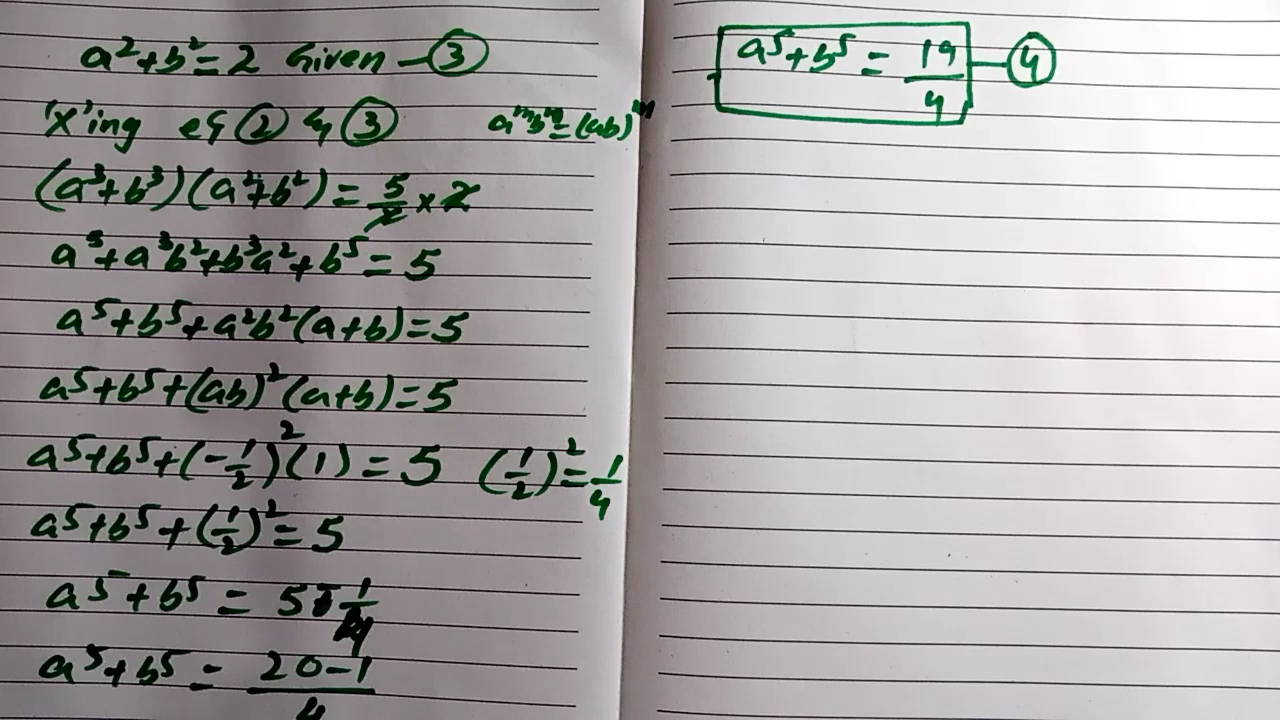 a²+b²=2 Given —③
'X'ing eq ② & ③ aᵐbᵐ=(ab)ᵐ
(a³+b³)(a²+b²)=5/2×2
a⁵+a³b²+b³a²+b⁵=5
a⁵+b⁵+a²b²(a+b)=5
a⁵+b⁵+(ab)²(a+b)=5
a⁵+b⁵+(-1/2)²(1)=5 (1/2)²=1/4
a⁵+b⁵+(1/2)²=5
a⁵+b⁵=5-1/4
a⁵+b⁵=20-1/4
a⁵+b⁵=19/4 —④